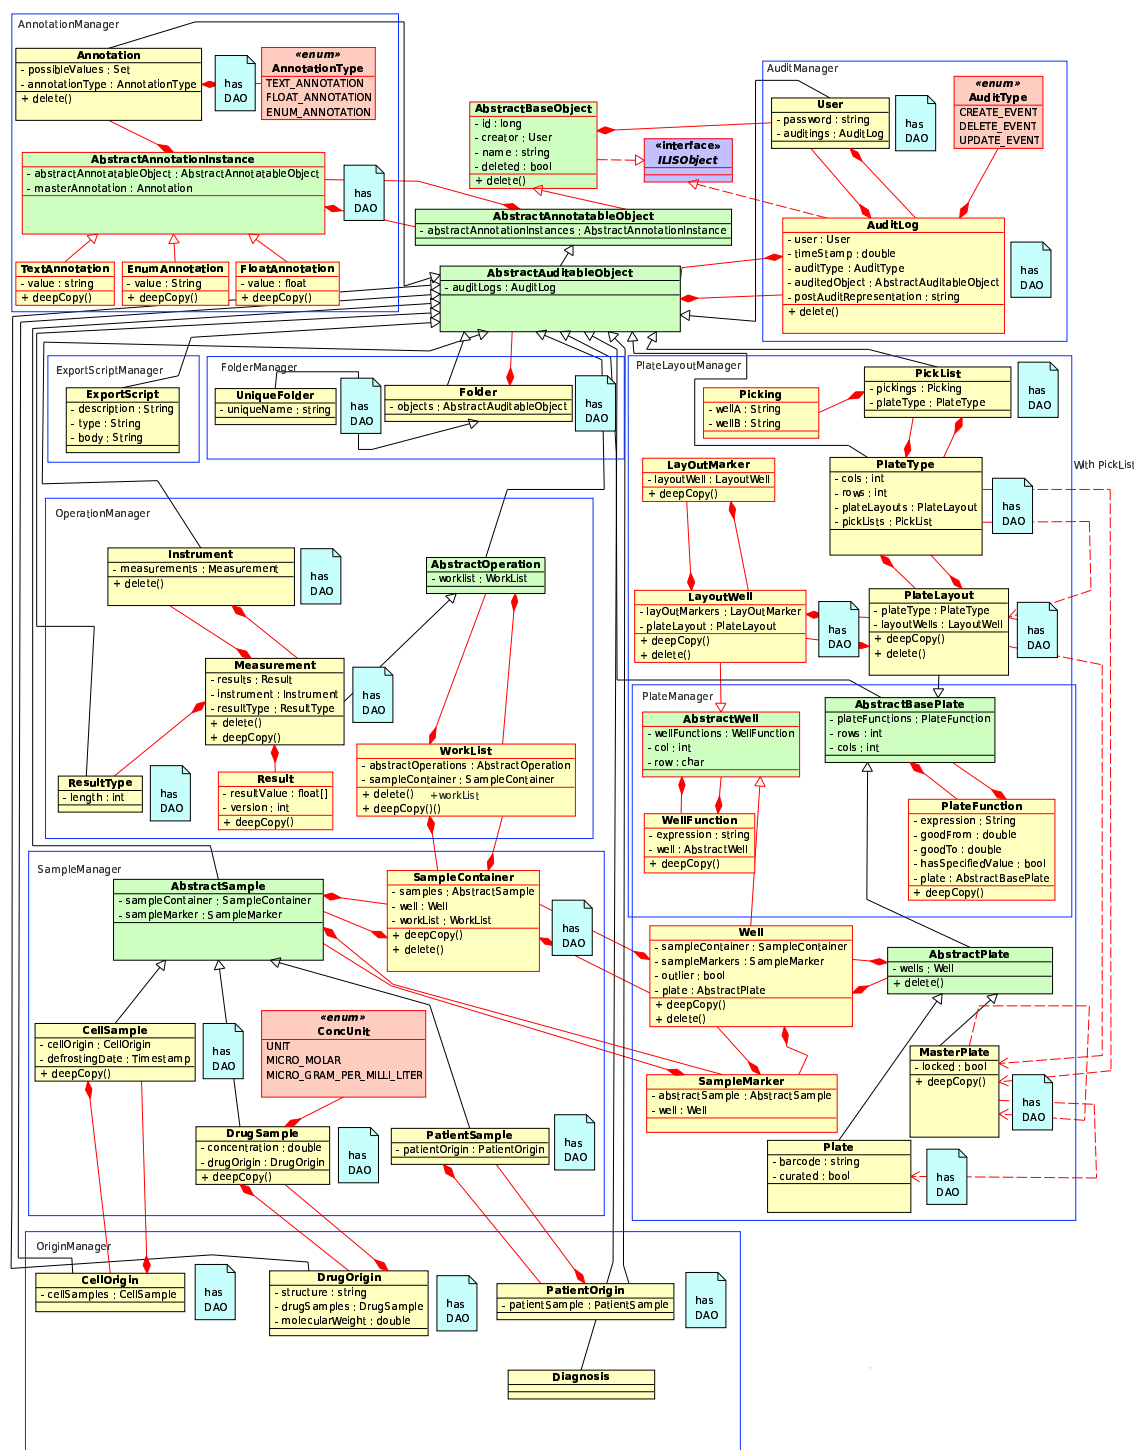 AnnotationManager
Annotation
- possibleValues : Set
- annotationType : AnnotationType
+ delete()
has
DAO
«enum»
AnnotationType
TEXT_ANNOTATION
FLOAT_ANNOTATION
ENUM_ANNOTATION
AbstractAnnotationInstance
- abstractAnnotatableObject : AbstractAnnotatableObject
- masterAnnotation : Annotation
has
DAO
TextAnnotation
- value : string
+ deepCopy()
EnumAnnotation
- value : String
+ deepCopy()
FloatAnnotation
- value : float
+ deepCopy()
AbstractBaseObject
- id : long
- creator : User
- name : string
- deleted : bool
+ delete()
«interface»
ILISObject
AbstractAnnotatableObject
- abstractAnnotationInstances : AbstractAnnotationInstance
AbstractAuditableObject
- auditLogs : AuditLog
AuditManager
User
- password : string
- auditings : AuditLog
has
DAO
«enum»
AuditType
CREATE_EVENT
DELETE_EVENT
UPDATE_EVENT
AuditLog
- user : User
- timeStamp : double
- auditType : AuditType
- auditedObject : AbstractAuditableObject
- postAuditRepresentation : string
+ delete()
has
DAO
ExportScriptManager
ExportScript
- description : String
- type : String
- body : String
FolderManager
UniqueFolder
- uniqueName : string
has
DAO
Folder
- objects : AbstractAuditableObject
has
DAO
PlateLayoutManager
Picking
- wellA : String
- wellB : String
PickList
- pickings : Picking
- plateType : PlateType
has
DAO
LayOutMarker
- layoutWell : LayoutWell
+ deepCopy()
PlateType
- cols : int
- rows : int
- plateLayouts : PlateLayout
- pickLists : PickList
has
DAO
With PickList
LayoutWell
- layOutMarkers : LayOutMarker
- plateLayout : PlateLayout
+ deepCopy()
+ delete()
has
DAO
PlateLayout
- plateType : PlateType
- layoutWells : LayoutWell
+ deepCopy()
+ delete()
has
DAO
OperationManager
Instrument
- measurements : Measurement
+ delete()
has
DAO
AbstractOperation
- worklist : WorkList
Measurement
- results : Result
- instrument : Instrument
- resultType : ResultType
+ delete()
+ deepCopy()
has
DAO
ResultType
- length : int
has
DAO
Result
- resultValue : float[]
- version : int
+ deepCopy()
WorkList
- abstractOperations : AbstractOperation
- sampleContainer : SampleContainer
+ delete()
+workList
+ deepCopy()()
PlateManager
AbstractWell
- wellFunctions : WellFunction
- col : int
- row : char
AbstractBasePlate
- plateFunctions : PlateFunction
- rows : int
- cols : int
WellFunction
- expression : string
- well : AbstractWell
+ deepCopy()
PlateFunction
- expression : String
- goodFrom : double
- goodTo : double
- hasSpecifiedValue : bool
- plate : AbstractBasePlate
+ deepCopy()
SampleManager
AbstractSample
- sampleContainer : SampleContainer
- sampleMarker : SampleMarker
SampleContainer
- samples : AbstractSample
- well : Well
- workList : WorkList
+ deepCopy()
+ delete()
has
DAO
Well
- sampleContainer : SampleContainer
- sampleMarkers : SampleMarker
- outlier : bool
- plate : AbstractPlate
+ deepCopy()
+ delete()
AbstractPlate
- wells : Well
+ delete()
CellSample
- cellOrigin : CellOrigin
- defrostingDate : Timestamp
+ deepCopy()
has
DAO
«enum»
ConcUnit
UNIT
MICRO_MOLAR
MICRO_GRAM_PER_MILLI_LITER
SampleMarker
- abstractSample : AbstractSample
- well : Well
MasterPlate
- locked : bool
+ deepCopy()
has
DAO
DrugSample
- concentration : double
- drugOrigin : DrugOrigin
+ deepCopy()
has
DAO
PatientSample
- patientOrigin : PatientOrigin
has
DAO
Plate
- barcode : string
- curated : bool
has
DAO
OriginManager
CellOrigin
- cellSamples : CellSample
has
DAO
DrugOrigin
- structure : string
- drugSamples : DrugSample
- molecularWeight : double
has
DAO
PatientOrigin
- patientSample : PatientSample
has
DAO
Diagnosis